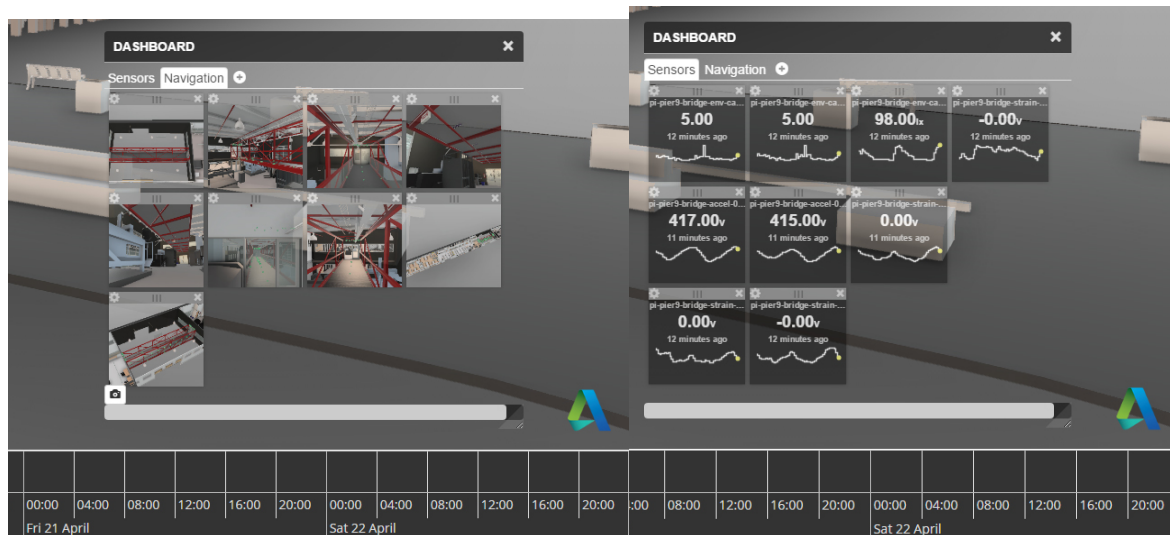 DASHBOARD ×
Sensors Navigation
00:00 04:00 08:00 12:00 16:00 20:00 00:00 04:00 08:00 12:00 16:00 20:00
Fri 21 April Sat 22 April
DASHBOARD ×
Sensors Navigation
pi-pier9-bridge-env-ca... pi-pier9-bridge-env-ca... pi-pier9-bridge-env-ca... pi-pier9-bridge-strain-...
5.00 5.00 98.00lx -0.00v
12 minutes ago 12 minutes ago 12 minutes ago 12 minutes ago
pi-pier9-bridge-accel-0... pi-pier9-bridge-accel-0... pi-pier9-bridge-strain-...
417.00v 415.00v 0.00v
11 minutes ago 11 minutes ago 11 minutes ago
pi-pier9-bridge-strain-... pi-pier9-bridge-strain-...
0.00v -0.00v
12 minutes ago 12 minutes ago
:00 08:00 12:00 16:00 20:00 00:00 04:00 08:00 12:00 16:00 20:00
Sat 22 April